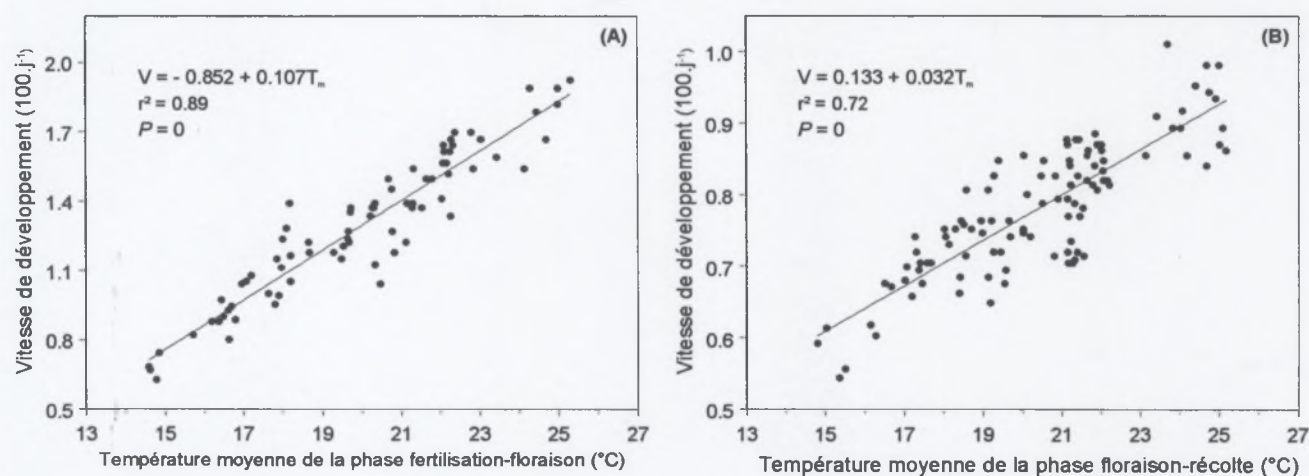 (A)
V = - 0.852 + 0.107Tm
r² = 0.89
P = 0
Vitesse de développement (100.j⁻¹)
2.0
1.7
1.4
1.1
0.8
0.5
13 15 17 19 21 23 25 27
Température moyenne de la phase fertilisation-floraison (°C)
(B)
V = 0.133 + 0.032Tm
r² = 0.72
P = 0
Vitesse de développement (100.j⁻¹)
1.0
0.9
0.8
0.7
0.6
0.5
13 15 17 19 21 23 25 27
Température moyenne de la phase floraison-récolte (°C)